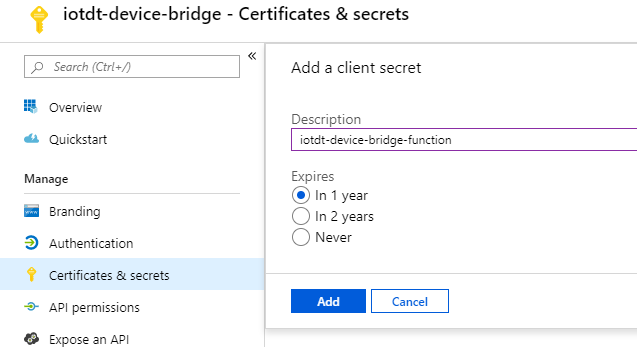 iotdt-device-bridge - Certificates & secrets
Search (Ctrl+/)
«
Overview
Quickstart
Manage
Branding
Authentication
Certificates & secrets
API permissions
Expose an API
Add a client secret
Description
iotdt-device-bridge-function
Expires
In 1 year
In 2 years
Never
Add
Cancel